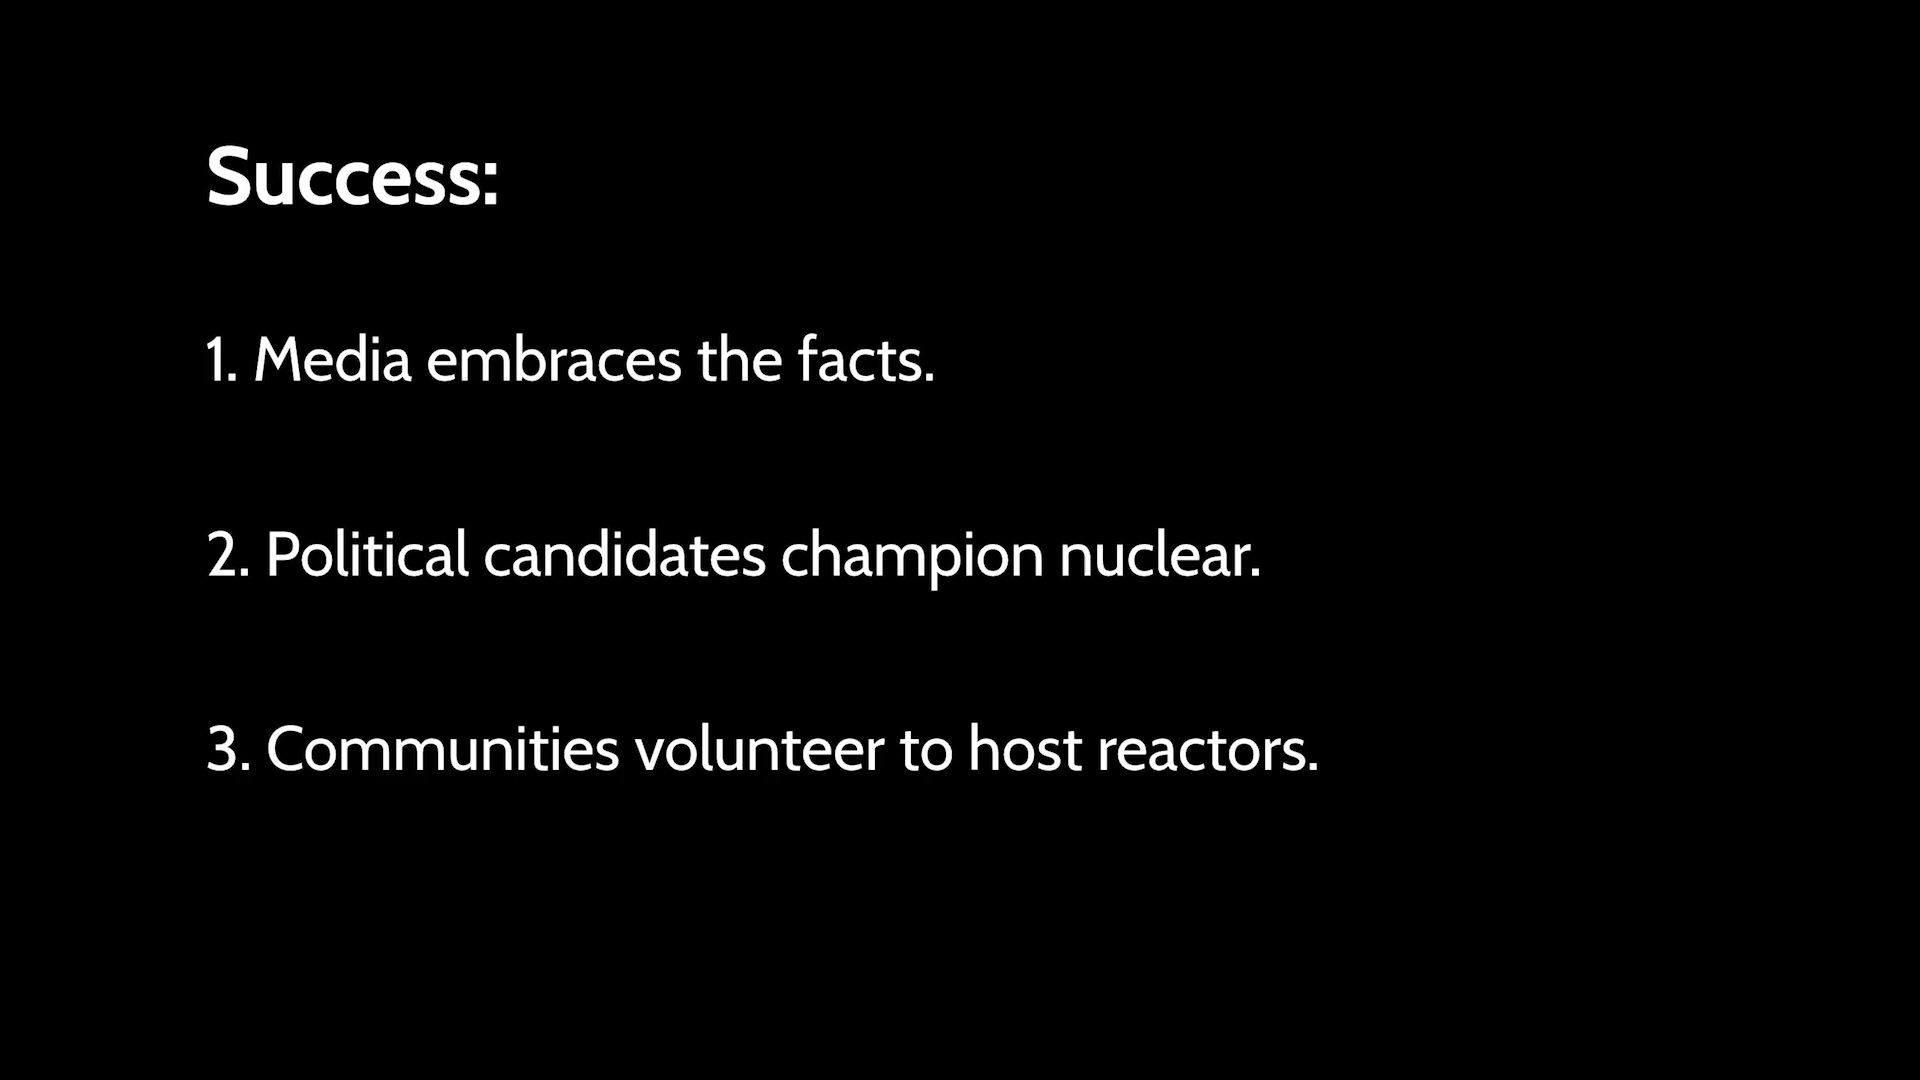 Success:
1. Media embraces the facts.
2. Political candidates champion nuclear.
3. Communities volunteer to host reactors.